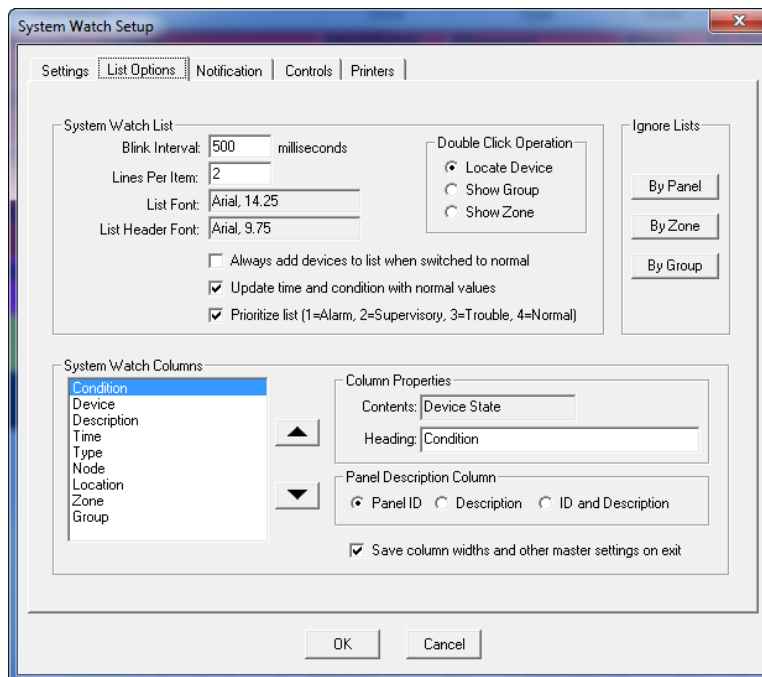 System Watch Setup
Settings List Options Notification Controls Printers
System Watch List
Blink Interval: 500 milliseconds
Lines Per Item: 2
List Font: Arial, 14.25
List Header Font: Arial, 9.75
Double Click Operation
Locate Device
Show Group
Show Zone
Always add devices to list when switched to normal
Update time and condition with normal values
Prioritize list (1=Alarm, 2=Supervisory, 3=Trouble, 4=Normal)
Ignore Lists
By Panel
By Zone
By Group
System Watch Columns
Condition
Device
Description
Time
Type
Node
Location
Zone
Group
Column Properties
Contents: Device State
Heading: Condition
Panel Description Column
Panel ID Description ID and Description
Save column widths and other master settings on exit
OK Cancel